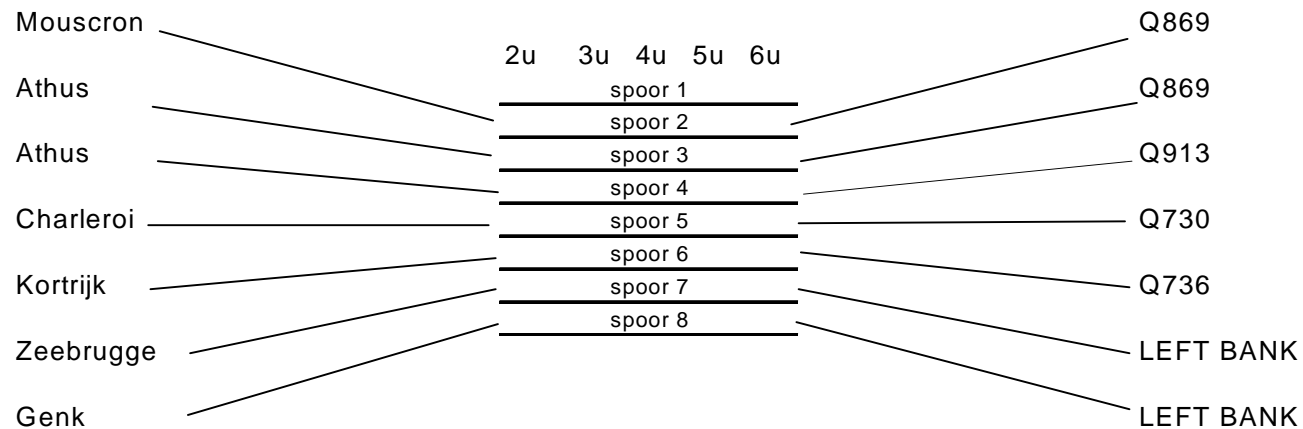 Mouscron
Athus
Athus
Charleroi
Kortrijk
Zeebrugge
Genk
2u 3u 4u 5u 6u
spoor 1
spoor 2
spoor 3
spoor 4
spoor 5
spoor 6
spoor 7
spoor 8
Q869
Q869
Q913
Q730
Q736
LEFT BANK
LEFT BANK